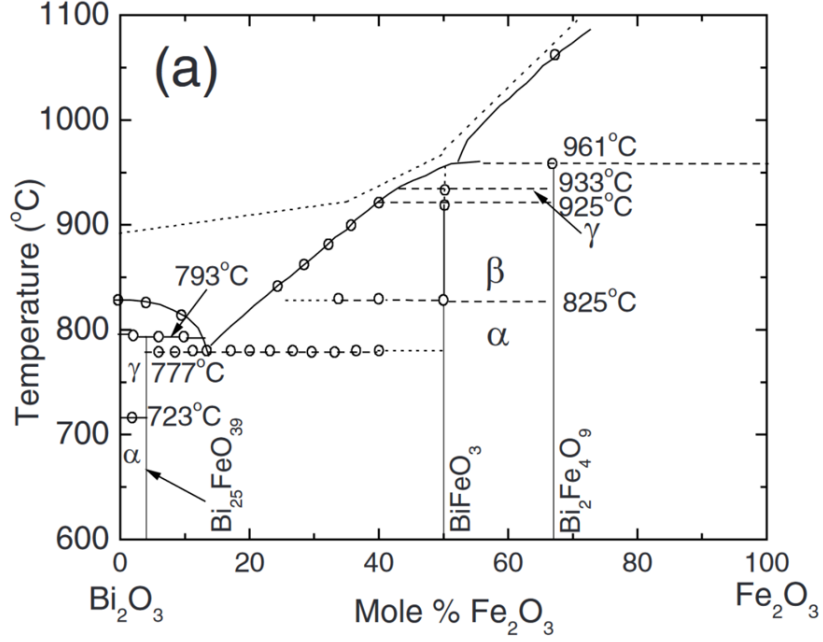 (a)
1100
1000
900
800
700
600
Temperature (°C)
961°C
933°C
925°C
γ
β
825°C
α
793°C
γ
777°C
723°C
α
Bi₂₅FeO₃₉
BiFeO₃
Bi₂Fe₄O₉
0
20
40
60
80
100
Bi₂O₃
Mole % Fe₂O₃
Fe₂O₃